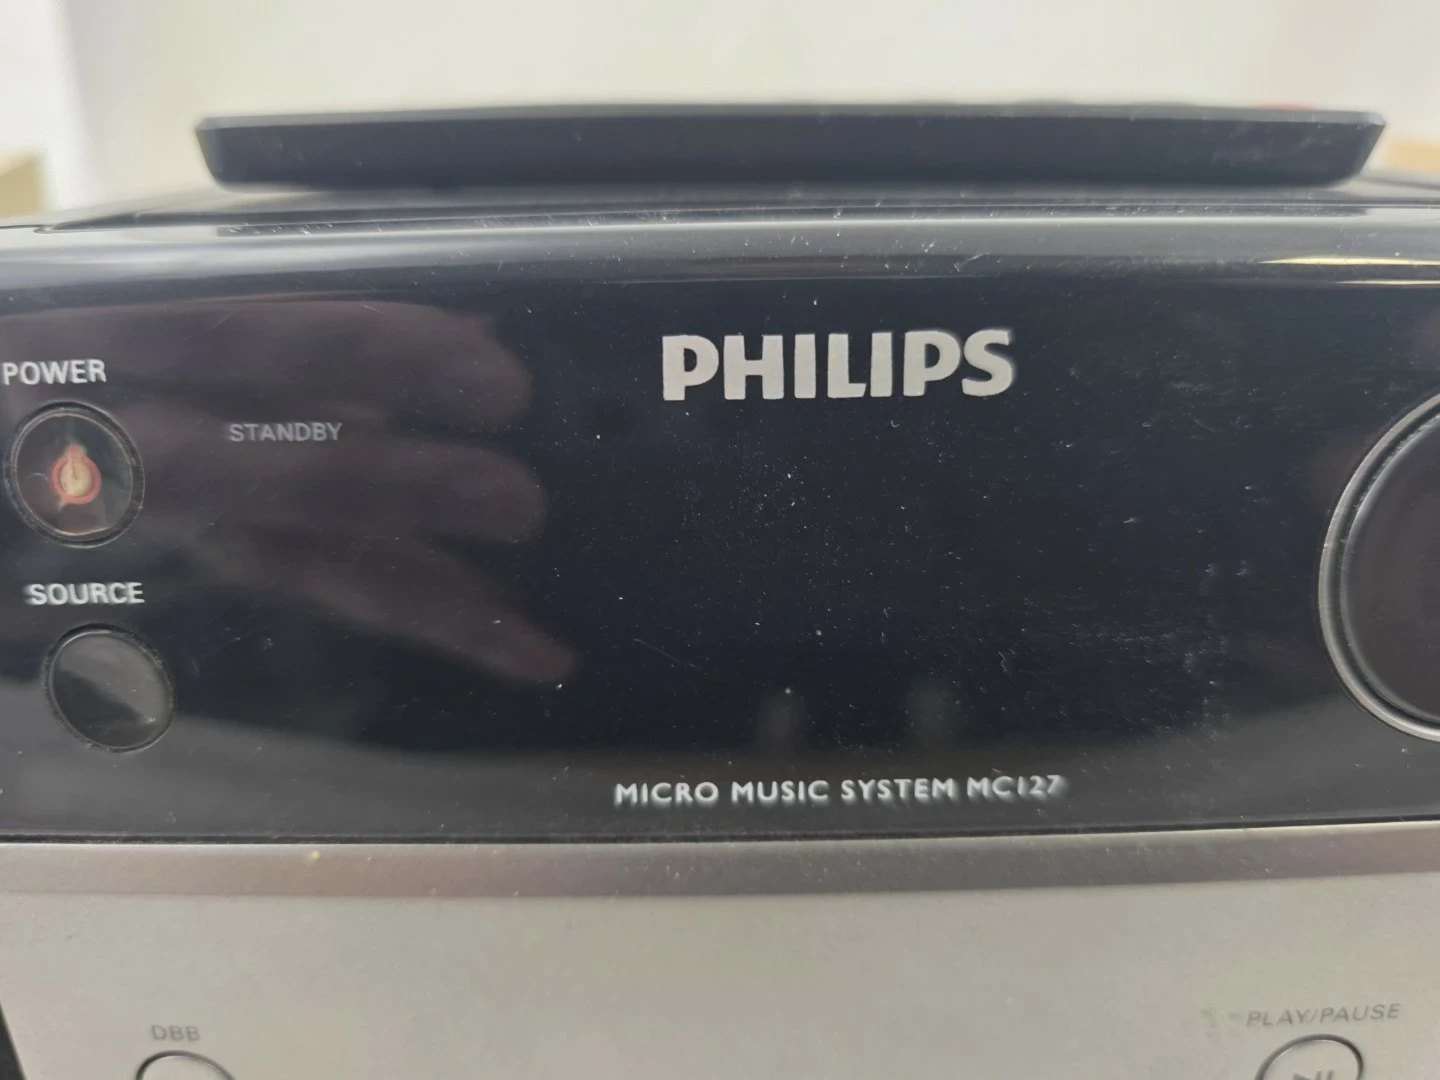 PHILIPS
POWER
STANDBY
SOURCE
MICRO MUSIC SYSTEM MC127
DBB
PLAY/PAUSE